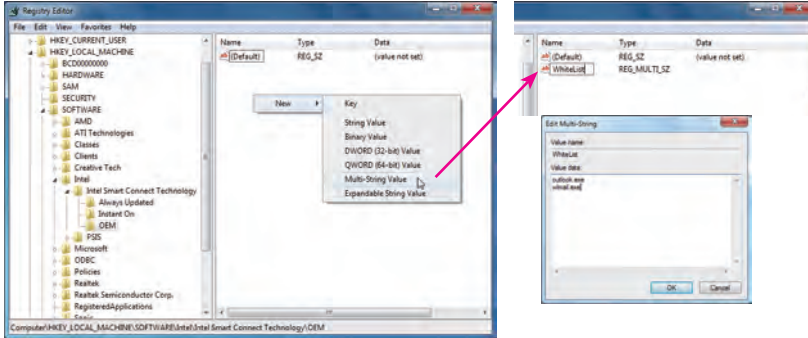 Registry Editor
File Edit View Favorites Help
HKEY_CURRENT_USER
HKEY_LOCAL_MACHINE
BCD00000000
HARDWARE
SAM
SECURITY
SOFTWARE
AMD
ATI Technologies
Classes
Clients
Creative Tech
Intel
Intel Smart Connect Technology
Always Updated
Instant On
OEM
PSIS
Microsoft
ODBC
Policies
Realtek
Realtek Semiconductor Corp.
RegisteredApplications
Sonic
Name Type Data
(Default) REG_SZ (value not set)
New
Key
String Value
Binary Value
DWORD (32-bit) Value
QWORD (64-bit) Value
Multi-String Value
Expandable String Value
Computer\HKEY_LOCAL_MACHINE\SOFTWARE\Intel\Intel Smart Connect Technology\OEM
Name Type Data
(Default) REG_SZ (value not set)
WhiteList REG_MULTI_SZ
Edit Multi-String
Value name:
WhiteList
Value data:
outlook.exe
wlmail.exe
OK Cancel